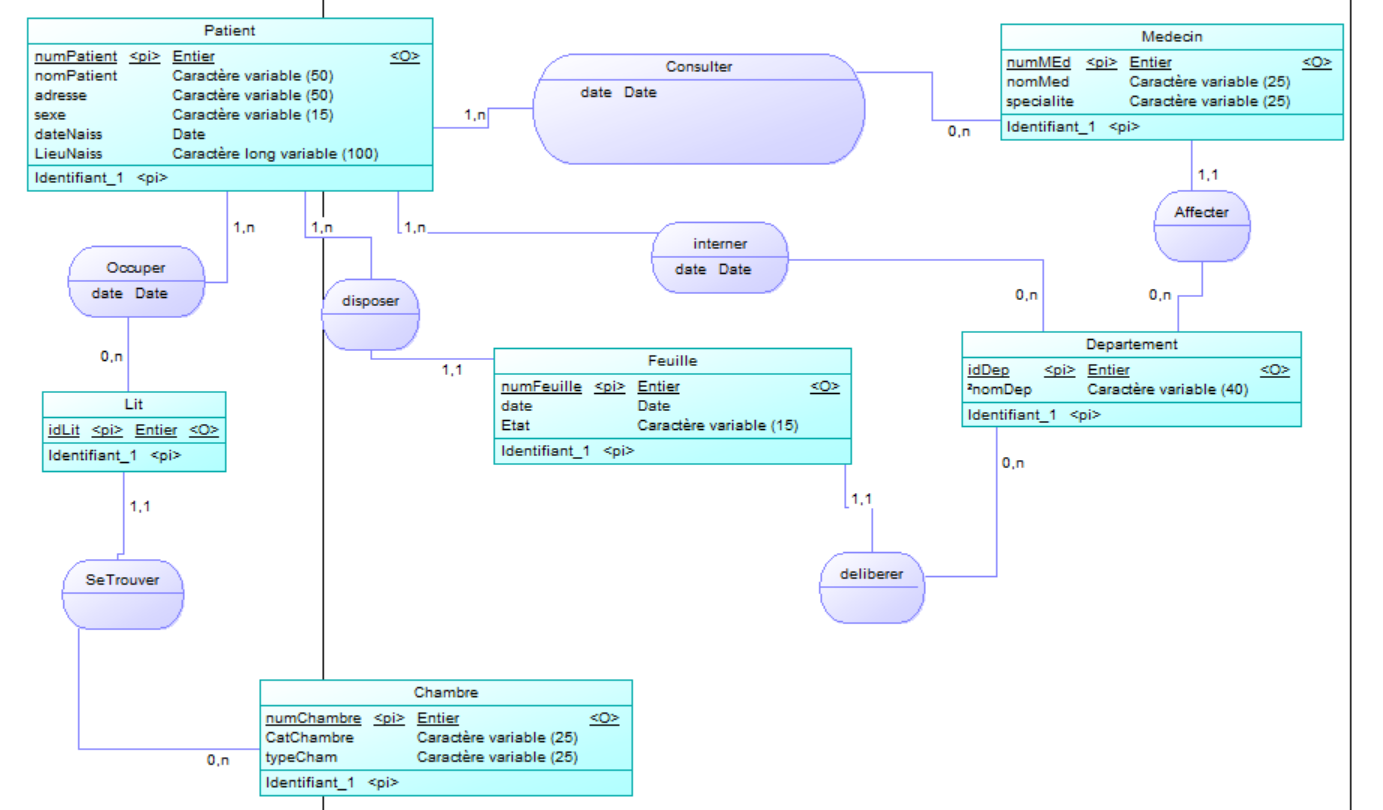 Patient
numPatient <pi> Entier <O>
nomPatient Caractère variable (50)
adresse Caractère variable (50)
sexe Caractère variable (15)
dateNaiss Date
LieuNaiss Caractère long variable (100)
Identifiant_1 <pi>
1,n
Consulter
date Date
0,n
Medecin
numMEd <pi> Entier <O>
nomMed Caractère variable (25)
specialite Caractère variable (25)
Identifiant_1 <pi>
1,1
Affecter
0,n
1,n
1,n
1,n
interner
date Date
0,n
Occuper
date Date
0,n
disposer
1,1
Departement
idDep <pi> Entier <O>
²nomDep Caractère variable (40)
Identifiant_1 <pi>
0,n
Feuille
numFeuille <pi> Entier <O>
date Date
Etat Caractère variable (15)
Identifiant_1 <pi>
1,1
deliberer
Lit
idLit <pi> Entier <O>
Identifiant_1 <pi>
1,1
SeTrouver
0,n
Chambre
numChambre <pi> Entier <O>
CatChambre Caractère variable (25)
typeCham Caractère variable (25)
Identifiant_1 <pi>